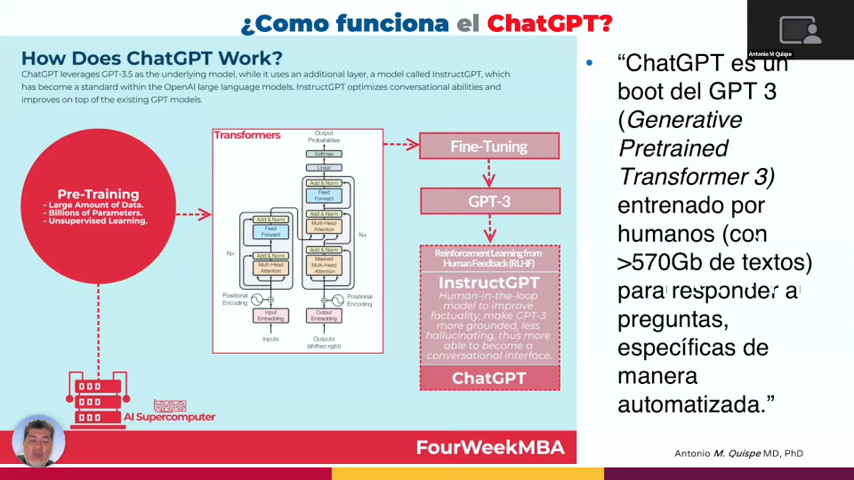 ¿Como funciona el ChatGPT?
Antonio M Quispe
How Does ChatGPT Work?
ChatGPT leverages GPT-3.5 as the underlying model, while it uses an additional layer, a model called InstructGPT, which
has become a standard within the OpenAI large language models. InstructGPT optimizes conversational abilities and
improves on top of the existing GPT models.
Pre-Training
- Large Amount of Data.
- Billions of Parameters.
- Unsupervised Learning.
Transformers
Output
Probabilities
Softmax
Linear
Add & Norm
Feed
Forward
Add & Norm
Multi-Head
Attention
Add & Norm
Masked
Multi-Head
Attention
Add & Norm
Feed
Forward
Add & Norm
Multi-Head
Attention
N×
N×
Positional
Encoding
Positional
Encoding
Input
Embedding
Output
Embedding
Inputs
Outputs
(shifted right)
Fine-Tuning
GPT-3
Reinforcement Learning from
Human Feedback (RLHF)
InstructGPT
Human-in-the-loop
model to improve
factuality, make GPT-3
more grounded, less
hallucinating, thus more
able to become a
conversational interface.
ChatGPT
AI Supercomputer
FourWeekMBA
• “ChatGPT es un
boot del GPT 3
(Generative
Pretrained
Transformer 3)
entrenado por
humanos (con
>570Gb de textos)
para responder a
preguntas,
específicas de
manera
automatizada.”
Antonio M. Quispe MD, PhD